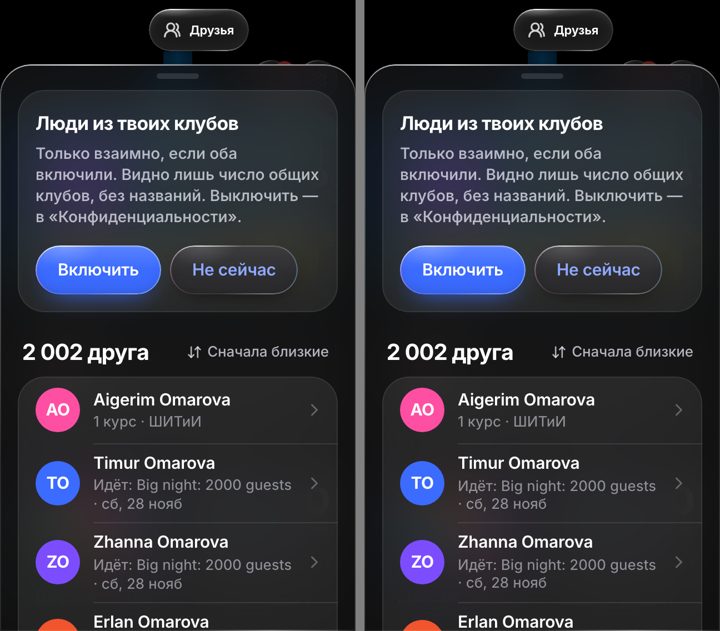 Друзья
Люди из твоих клубов
Только взаимно, если оба
включили. Видно лишь число общих
клубов, без названий. Выключить —
в «Конфиденциальности».
Включить
Не сейчас
2 002 друга
Сначала близкие
AO
Aigerim Omarova
1 курс · ШИТиИ
TO
Timur Omarova
Идёт: Big night: 2000 guests
· сб, 28 нояб
ZO
Zhanna Omarova
Идёт: Big night: 2000 guests
· сб, 28 нояб
Erlan Omarova
Друзья
Люди из твоих клубов
Только взаимно, если оба
включили. Видно лишь число общих
клубов, без названий. Выключить —
в «Конфиденциальности».
Включить
Не сейчас
2 002 друга
Сначала близкие
AO
Aigerim Omarova
1 курс · ШИТиИ
TO
Timur Omarova
Идёт: Big night: 2000 guests
· сб, 28 нояб
ZO
Zhanna Omarova
Идёт: Big night: 2000 guests
· сб, 28 нояб
Erlan Omarova